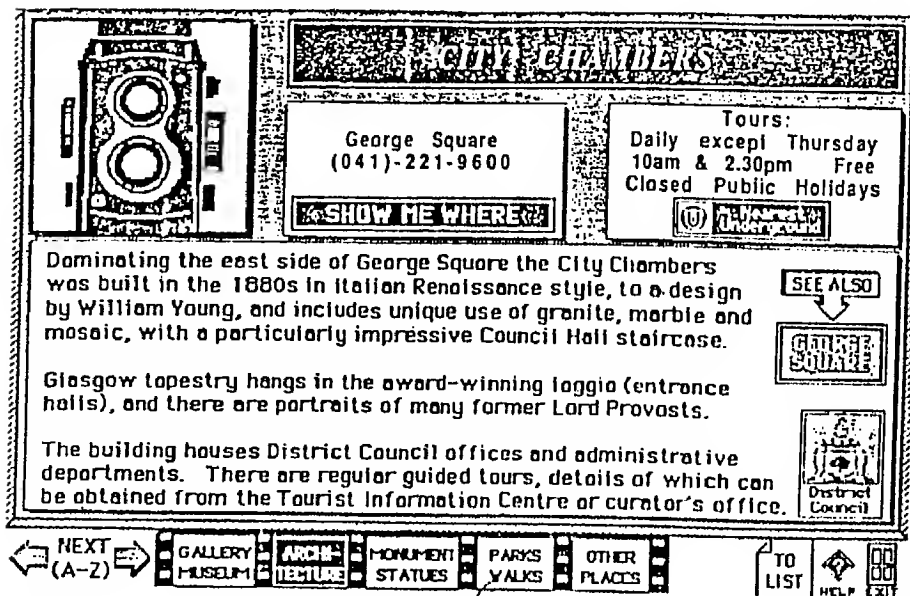 CITY CHAMBERS
George Square
(041)-221-9600
SHOW ME WHERE
Tours:
Daily except Thursday
10am & 2.30pm Free
Closed Public Holidays
Nearest
Underground
Dominating the east side of George Square the City Chambers
was built in the 1880s in Italian Renaissance style, to a design
by William Young, and includes unique use of granite, marble and
mosaic, with a particularly impressive Council Hall staircase.
Glasgow tapestry hangs in the award-winning loggia (entrance
halls), and there are portraits of many former Lord Provosts.
The building houses District Council offices and administrative
departments. There are regular guided tours, details of which can
be obtained from the Tourist Information Centre or curator's office.
SEE ALSO
GEORGE
SQUARE
District
Council
NEXT
(A-Z)
GALLERY
MUSEUM
ARCHI-
TECTURE
MONUMENT
STATUES
PARKS
WALKS
OTHER
PLACES
TO
LIST
HELP
EXIT